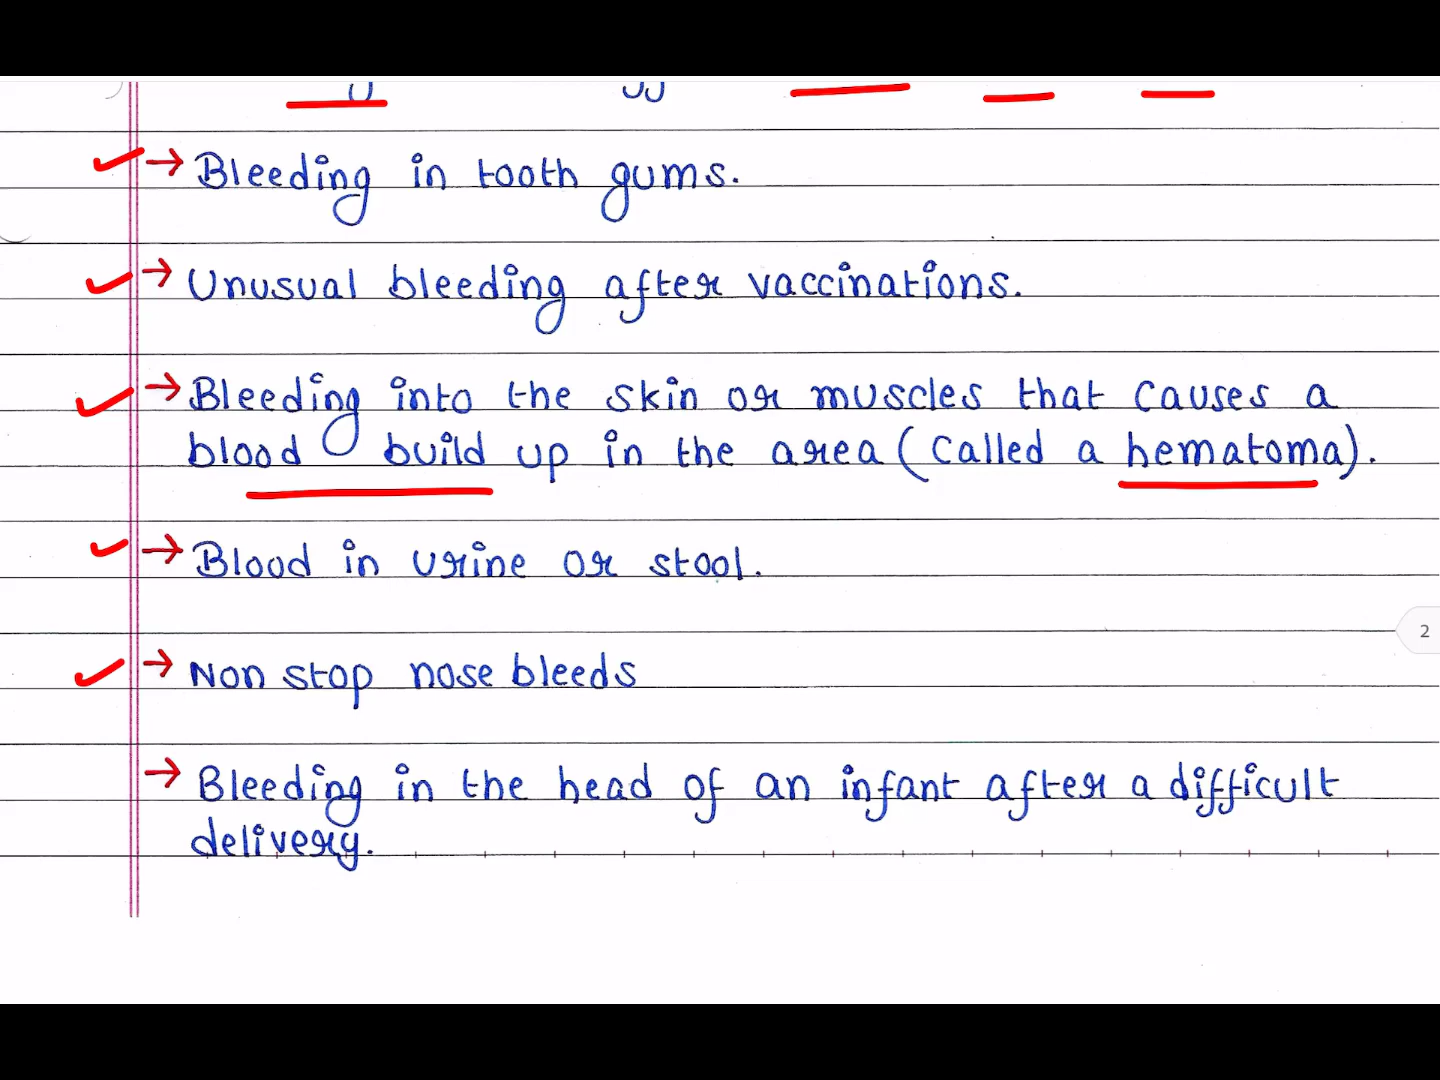 → Bleeding in tooth gums.
→ Unusual bleeding after vaccinations.
→ Bleeding into the skin or muscles that causes a
blood build up in the area (called a hematoma).
→ Blood in urine or stool.
2
→ Non stop nose bleeds
→ Bleeding in the head of an infant after a difficult
delivery.